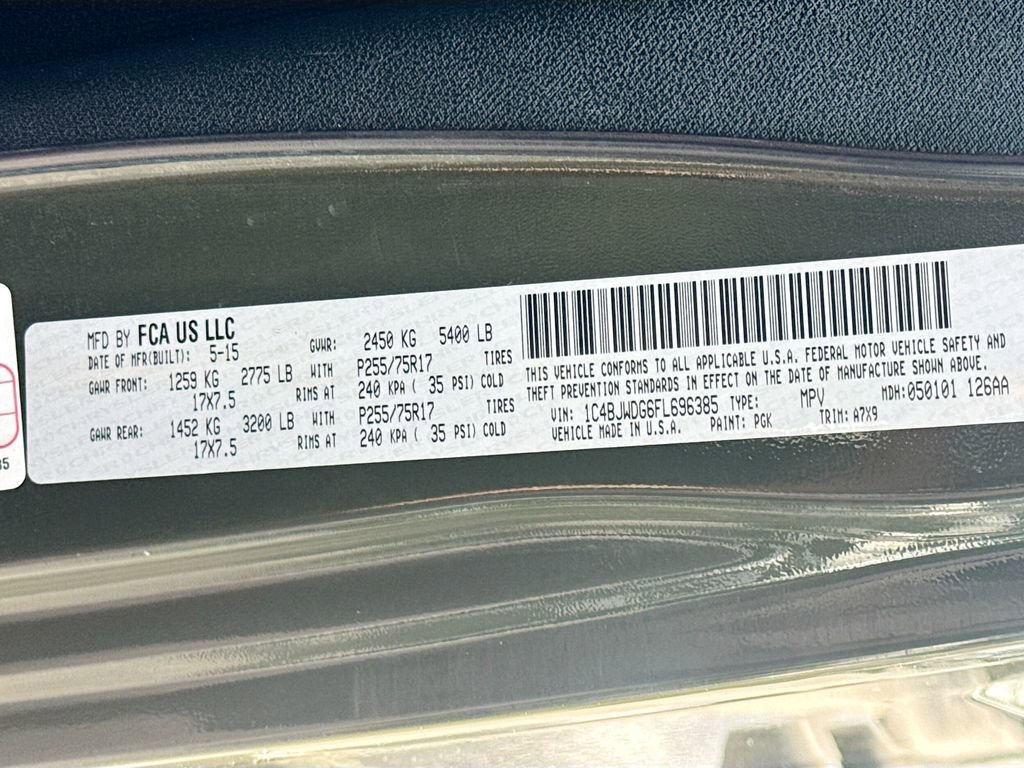 MFD BY FCA US LLC
DATE OF MFR(BUILT): 5-15 GVWR: 2450 KG 5400 LB
GAWR FRONT: 1259 KG 2775 LB WITH P255/75R17 TIRES
17X7.5 RIMS AT 240 KPA ( 35 PSI) COLD
GAWR REAR: 1452 KG 3200 LB WITH P255/75R17 TIRES
17X7.5 RIMS AT 240 KPA ( 35 PSI) COLD
THIS VEHICLE CONFORMS TO ALL APPLICABLE U.S.A. FEDERAL MOTOR VEHICLE SAFETY AND
THEFT PREVENTION STANDARDS IN EFFECT ON THE DATE OF MANUFACTURE SHOWN ABOVE.
VIN: 1C4BJWDG6FL696385 TYPE: MPV MDH:050101 126AA
VEHICLE MADE IN U.S.A. PAINT: PGK TRIM: A7X9